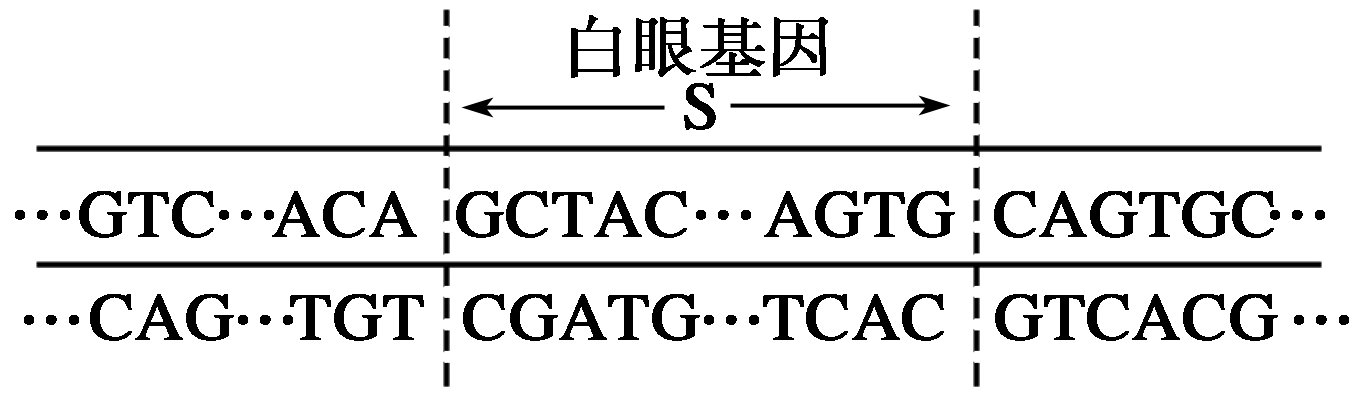 白眼基因
S
…GTC…ACA GCTAC…AGTG CAGTGC…
…CAG…TGT CGATG…TCAC GTCACG…